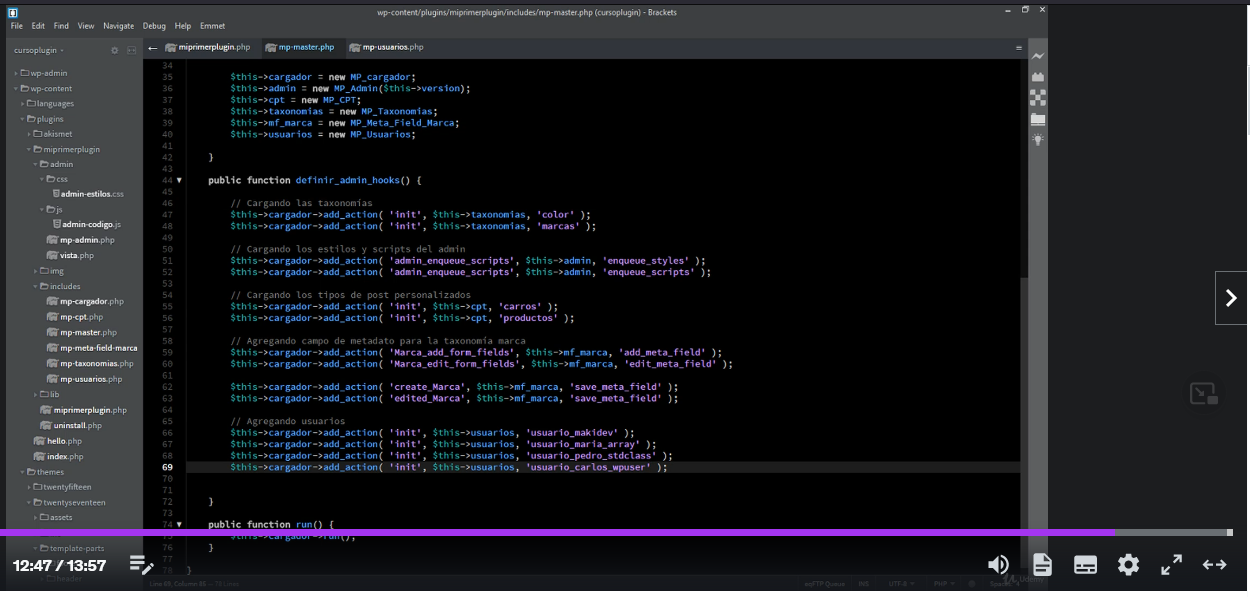 wp-content/plugins/miprimerplugin/includes/mp-master.php (cursoplugin) - Brackets
File Edit Find View Navigate Debug Help Emmet
cursoplugin
miprimerplugin.php mp-master.php mp-usuarios.php
wp-admin
wp-content
languages
plugins
akismet
miprimerplugin
admin
css
admin-estilos.css
js
admin-codigo.js
mp-admin.php
vista.php
img
includes
mp-cargador.php
mp-cpt.php
mp-master.php
mp-meta-field-marca
mp-taxonomias.php
mp-usuarios.php
lib
miprimerplugin.php
uninstall.php
hello.php
index.php
themes
twentyfifteen
twentyseventeen
assets
template-parts
header
34
35 $this->cargador = new MP_cargador;
36 $this->admin = new MP_Admin($this->version);
37 $this->cpt = new MP_CPT;
38 $this->taxonomias = new MP_Taxonomias;
39 $this->mf_marca = new MP_Meta_Field_Marca;
40 $this->usuarios = new MP_Usuarios;
41
42 }
43
44 public function definir_admin_hooks() {
45
46 // Cargando las taxonomías
47 $this->cargador->add_action( 'init', $this->taxonomias, 'color' );
48 $this->cargador->add_action( 'init', $this->taxonomias, 'marcas' );
49
50 // Cargando los estilos y scripts del admin
51 $this->cargador->add_action( 'admin_enqueue_scripts', $this->admin, 'enqueue_styles' );
52 $this->cargador->add_action( 'admin_enqueue_scripts', $this->admin, 'enqueue_scripts' );
53
54 // Cargando los tipos de post personalizados
55 $this->cargador->add_action( 'init', $this->cpt, 'carros' );
56 $this->cargador->add_action( 'init', $this->cpt, 'productos' );
57
58 // Agregando campo de metadato para la taxonomía marca
59 $this->cargador->add_action( 'Marca_add_form_fields', $this->mf_marca, 'add_meta_field' );
60 $this->cargador->add_action( 'Marca_edit_form_fields', $this->mf_marca, 'edit_meta_field' );
61
62 $this->cargador->add_action( 'create_Marca', $this->mf_marca, 'save_meta_field' );
63 $this->cargador->add_action( 'edited_Marca', $this->mf_marca, 'save_meta_field' );
64
65 // Agregando usuarios
66 $this->cargador->add_action( 'init', $this->usuarios, 'usuario_makidev' );
67 $this->cargador->add_action( 'init', $this->usuarios, 'usuario_maria_array' );
68 $this->cargador->add_action( 'init', $this->usuarios, 'usuario_pedro_stdclass' );
69 $this->cargador->add_action( 'init', $this->usuarios, 'usuario_carlos_wpuser' );
70
71
72 }
73
74 public function run() {
75 $this->cargador->run();
76 }
77
78 }
12:47 / 13:57
UTF-8 PHP
Udemy